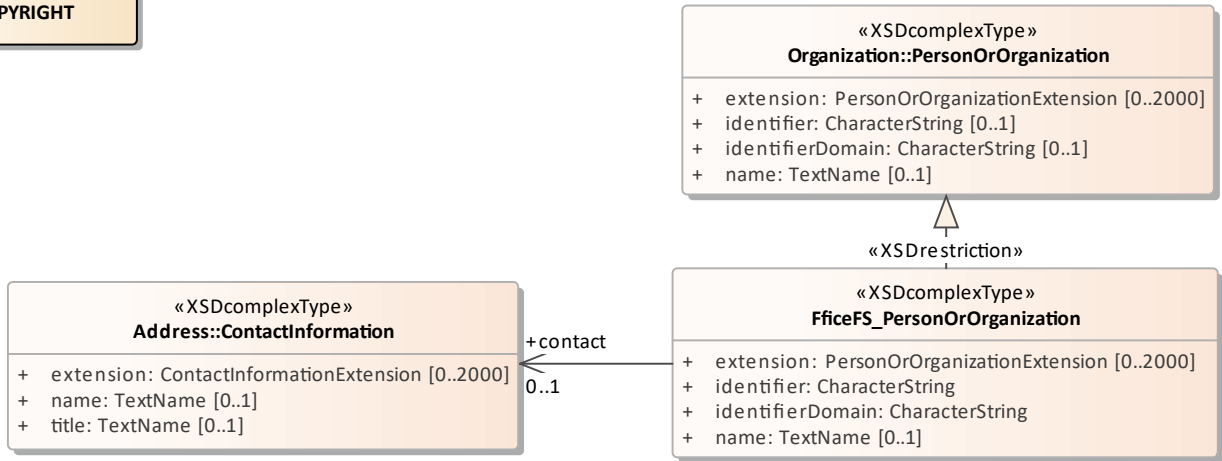 PYRIGHT
«XSDcomplexType»
Organization::PersonOrOrganization
+ extension: PersonOrOrganizationExtension [0..2000]
+ identifier: CharacterString [0..1]
+ identifierDomain: CharacterString [0..1]
+ name: TextName [0..1]
«XSDrestriction»
«XSDcomplexType»
Address::ContactInformation
+ extension: ContactInformationExtension [0..2000]
+ name: TextName [0..1]
+ title: TextName [0..1]
+contact
0..1
«XSDcomplexType»
FficeFS_PersonOrOrganization
+ extension: PersonOrOrganizationExtension [0..2000]
+ identifier: CharacterString
+ identifierDomain: CharacterString
+ name: TextName [0..1]